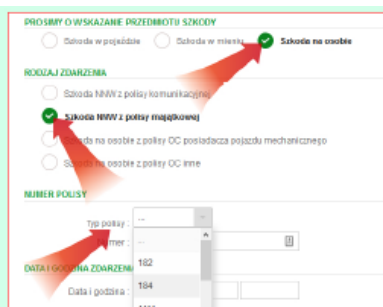 PROSIMY O WSKAZANIE PRZEDMIOTU SZKODY
Szkoda w pojeździe Szkoda w mieniu Szkoda na osobie
RODZAJ ZDARZENIA
Szkoda NNW z polisy komunikacyjnej
Szkoda NNW z polisy majątkowej
Szkoda na osobie z polisy OC posiadacza pojazdu mechanicznego
Szkoda na osobie z polisy OC inne
NUMER POLISY
Typ polisy : --
: --
182
DATA I GODZINA ZDARZENIA
184
Data i godzina :